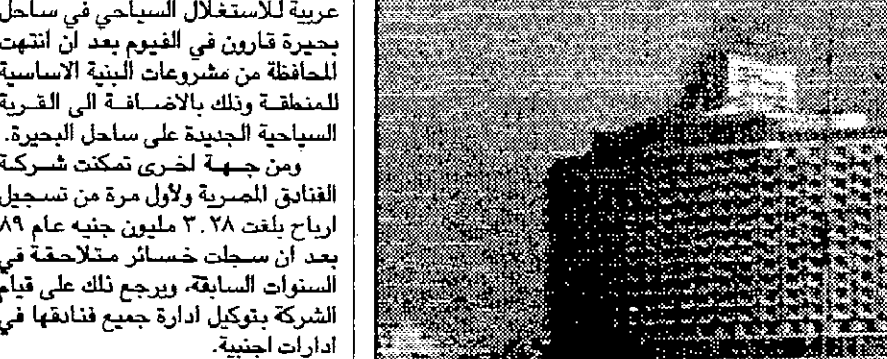 عربية للاستغلال السياحي في ساحل
بحيرة قارون في الفيوم بعد ان انتهت
المحافظة من مشروعات البنية الاساسية
للمنطقة وذلك بالاضافة الى القرية
السياحية الجديدة على ساحل البحيرة.
ومن جهة اخرى تمكنت شركة
الفنادق المصرية ولأول مرة من تسجيل
ارباح بلغت ٣.٢٨ مليون جنيه عام ٨٩
بعد ان سجلت خسائر متلاحقة في
السنوات السابقة، ويرجع ذلك على قيام
الشركة بتوكيل ادارة جميع فنادقها في
ادارات اجنبية.